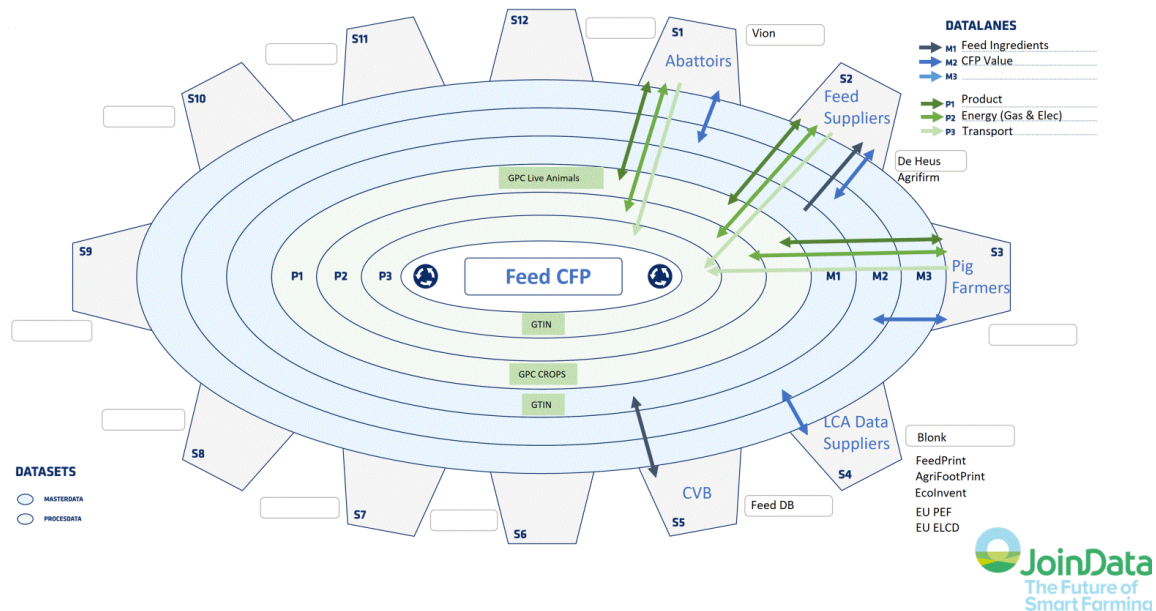 S12
S11
S1
Abattoirs
Vion
DATALANES
M1 Feed Ingredients
M2 CFP Value
M3
P1 Product
P2 Energy (Gas & Elec)
P3 Transport
S10
S2
Feed
Suppliers
De Heus
Agrifirm
GPC Live Animals
S9
P1 P2 P3
Feed CFP
M1 M2 M3
S3
Pig
Farmers
GTIN
GPC CROPS
GTIN
LCA Data
Suppliers
S4
Blonk
FeedPrint
AgriFootPrint
EcoInvent
EU PEF
EU ELCD
S8
DATASETS
MASTERDATA
PROCESDATA
S7
S6
CVB
S5
Feed DB
JoinData
The Future of
Smart Farming